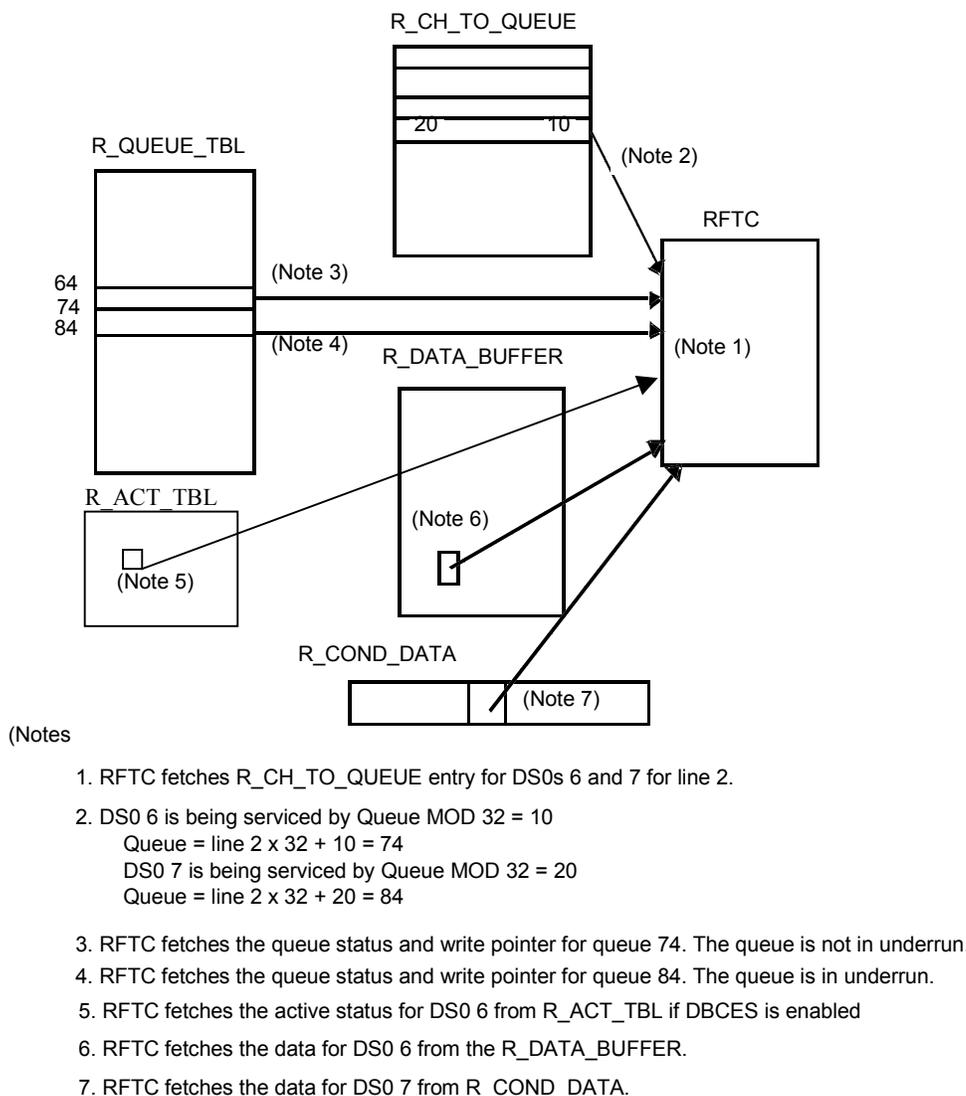 R_CH_TO_QUEUE
20 10
R_QUEUE_TBL
(Note 2)
RFTC
(Note 3)
64
74
84
(Note 4)
(Note 1)
R_DATA_BUFFER
R_ACT_TBL
(Note 6)
(Note 5)
R_COND_DATA
(Note 7)
(Notes
1. RFTC fetches R_CH_TO_QUEUE entry for DS0s 6 and 7 for line 2.
2. DS0 6 is being serviced by Queue MOD 32 = 10
Queue = line 2 x 32 + 10 = 74
DS0 7 is being serviced by Queue MOD 32 = 20
Queue = line 2 x 32 + 20 = 84
3. RFTC fetches the queue status and write pointer for queue 74. The queue is not in underrun
4. RFTC fetches the queue status and write pointer for queue 84. The queue is in underrun.
5. RFTC fetches the active status for DS0 6 from R_ACT_TBL if DBCES is enabled
6. RFTC fetches the data for DS0 6 from the R_DATA_BUFFER.
7. RFTC fetches the data for DS0 7 from R_COND_DATA.